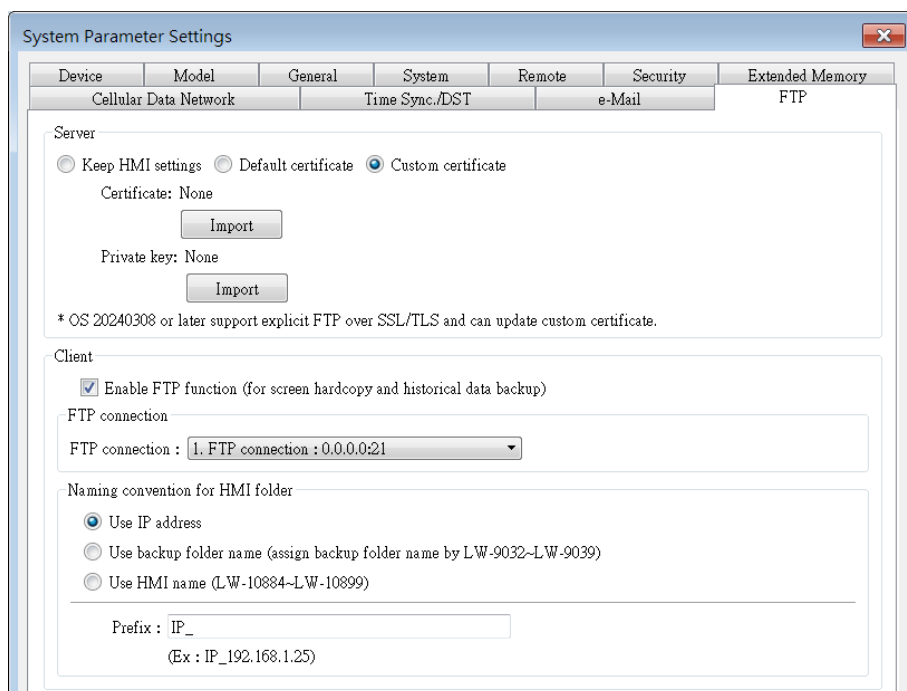 System Parameter Settings
Device Model General System Remote Security Extended Memory
Cellular Data Network Time Sync./DST e-Mail FTP
Server
Keep HMI settings Default certificate Custom certificate
Certificate: None
Import
Private key: None
Import
* OS 20240308 or later support explicit FTP over SSL/TLS and can update custom certificate.
Client
Enable FTP function (for screen hardcopy and historical data backup)
FTP connection
FTP connection : 1. FTP connection : 0.0.0.0:21
Naming convention for HMI folder
Use IP address
Use backup folder name (assign backup folder name by LW-9032~LW-9039)
Use HMI name (LW-10884~LW-10899)
Prefix : IP_
(Ex : IP_192.168.1.25)